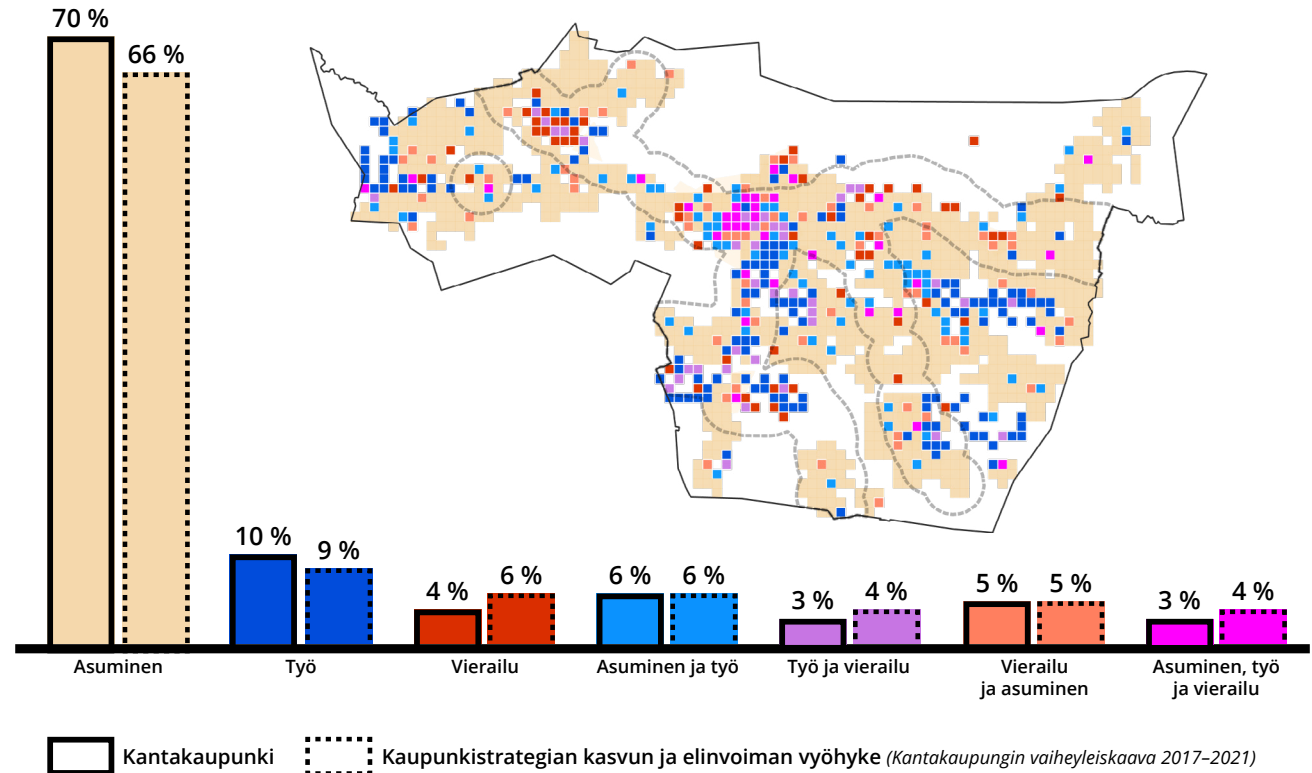 70 %
66 %
10 %
9 %
4 %
6 %
6 %
6 %
3 %
4 %
5 %
5 %
3 %
4 %
Asuminen
Työ
Vierailu
Asuminen ja työ
Työ ja vierailu
Vierailu
ja asuminen
Asuminen, työ
ja vierailu
Kantakaupunki
Kaupunkistrategian kasvun ja elinvoiman vyöhyke (Kantakaupungin vaiheyleiskaava 2017–2021)